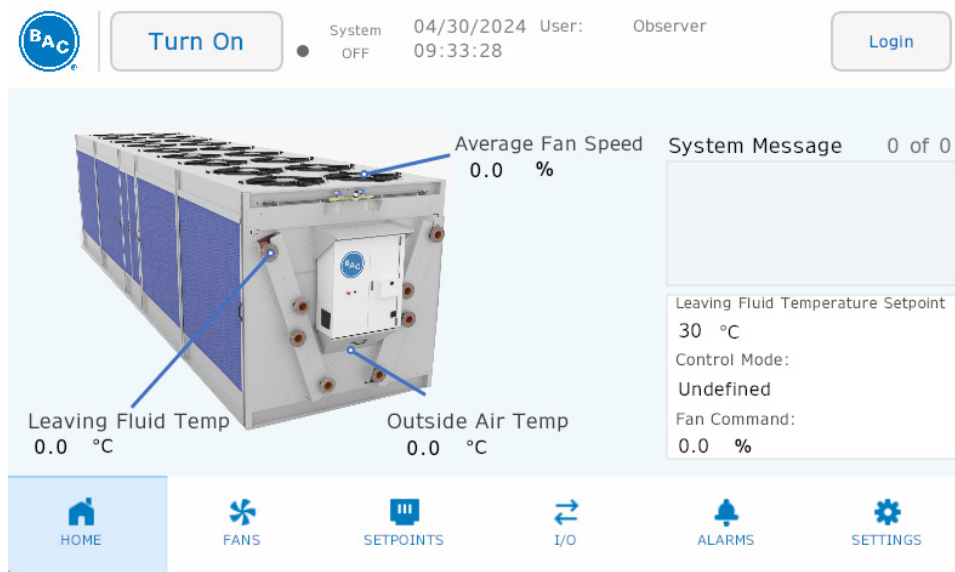 BAC
Turn On
System
OFF
04/30/2024 User: Observer
09:33:28
Login
Average Fan Speed
0.0 %
System Message 0 of 0
BAC
Leaving Fluid Temperature Setpoint
30 °C
Control Mode:
Undefined
Fan Command:
0.0 %
Leaving Fluid Temp
0.0 °C
Outside Air Temp
0.0 °C
HOME
FANS
SETPOINTS
I/O
ALARMS
SETTINGS